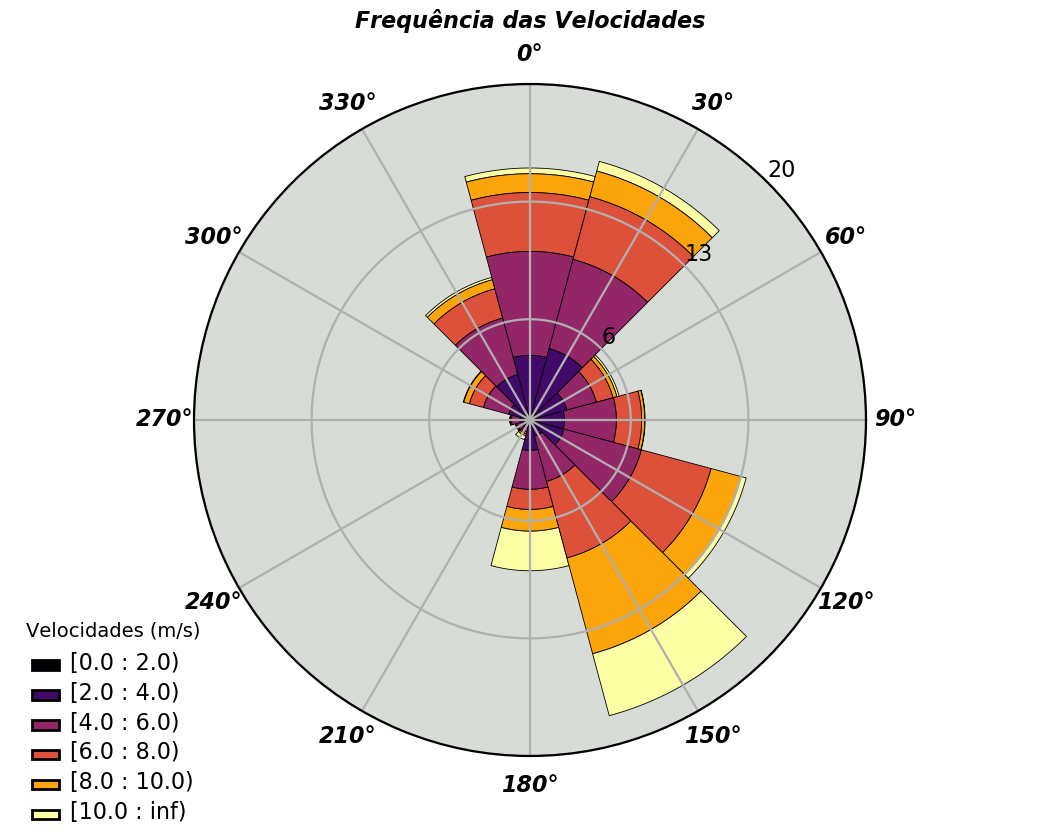 Frequência das Velocidades
0°
330°
30°
20
300°
60°
13
6
270°
90°
240°
120°
210°
150°
180°
Velocidades (m/s)
[0.0 : 2.0)
[2.0 : 4.0)
[4.0 : 6.0)
[6.0 : 8.0)
[8.0 : 10.0)
[10.0 : inf)